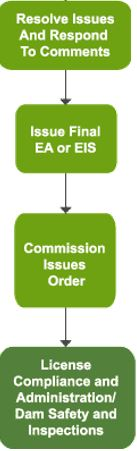 Resolve Issues
And Respond
To Comments
Issue Final
EA or EIS
Commission
Issues
Order
License
Compliance and
Administration/
Dam Safety and
Inspections